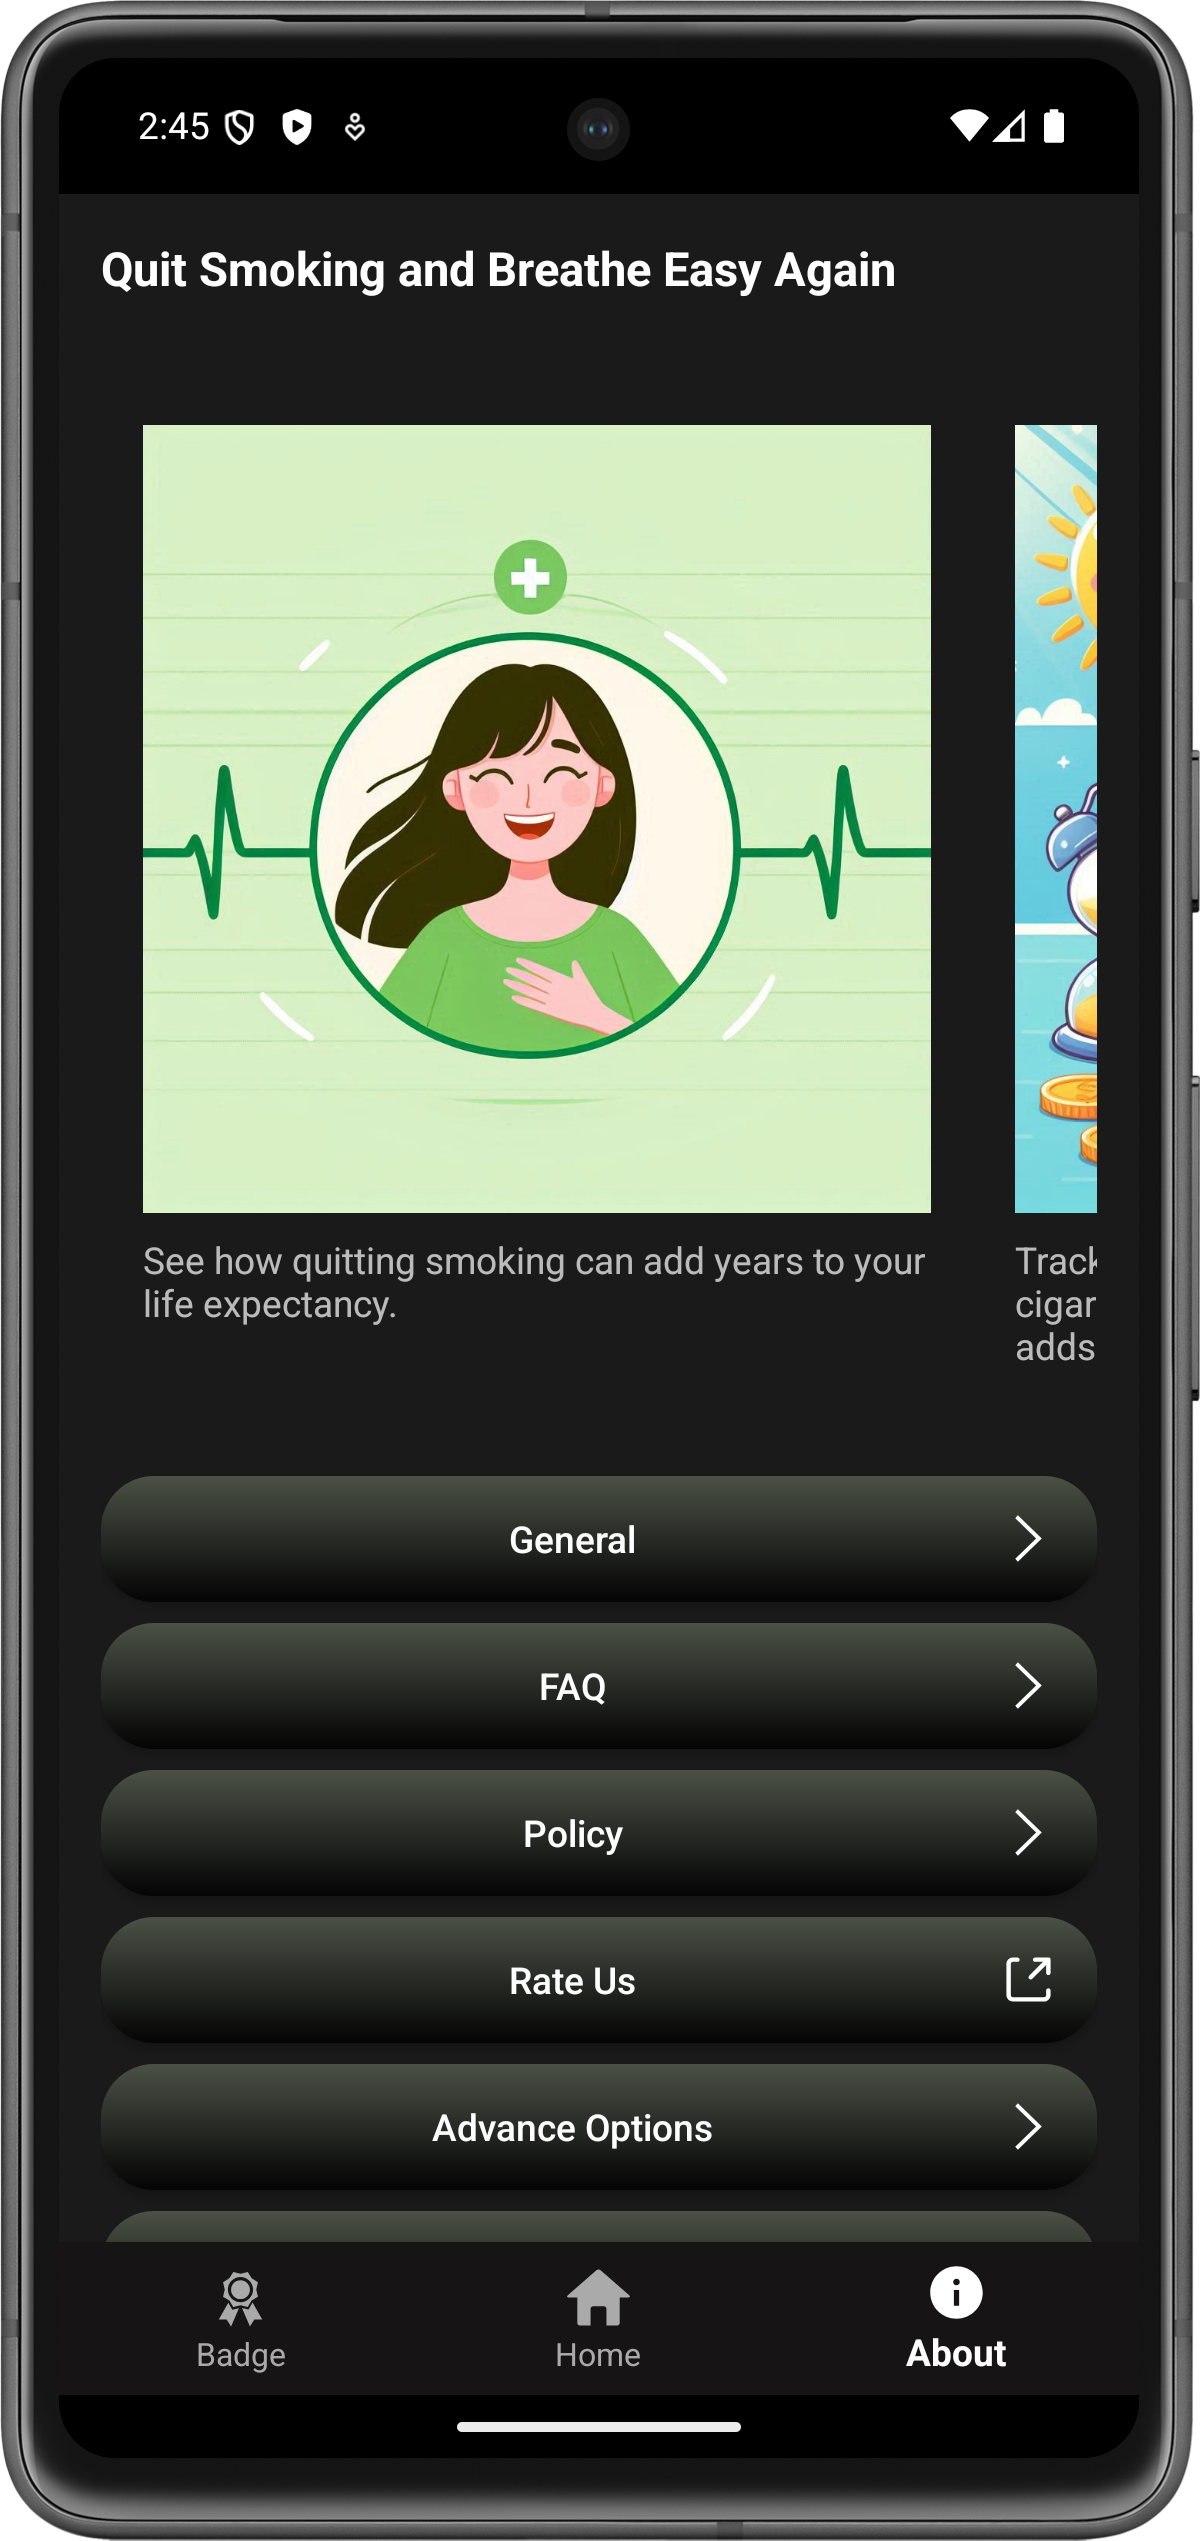 2:45
Quit Smoking and Breathe Easy Again
See how quitting smoking can add years to your
life expectancy.
Track
cigar
adds
General
FAQ
Policy
Rate Us
Advance Options
Badge
Home
About